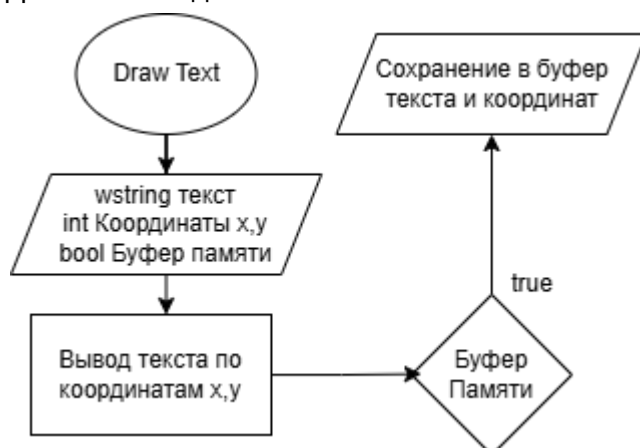 Draw Text
wstring текст
int Координаты x,y
bool Буфер памяти
Вывод текста по
координатам x,y
Буфер
Памяти
true
Сохранение в буфер
текста и координат